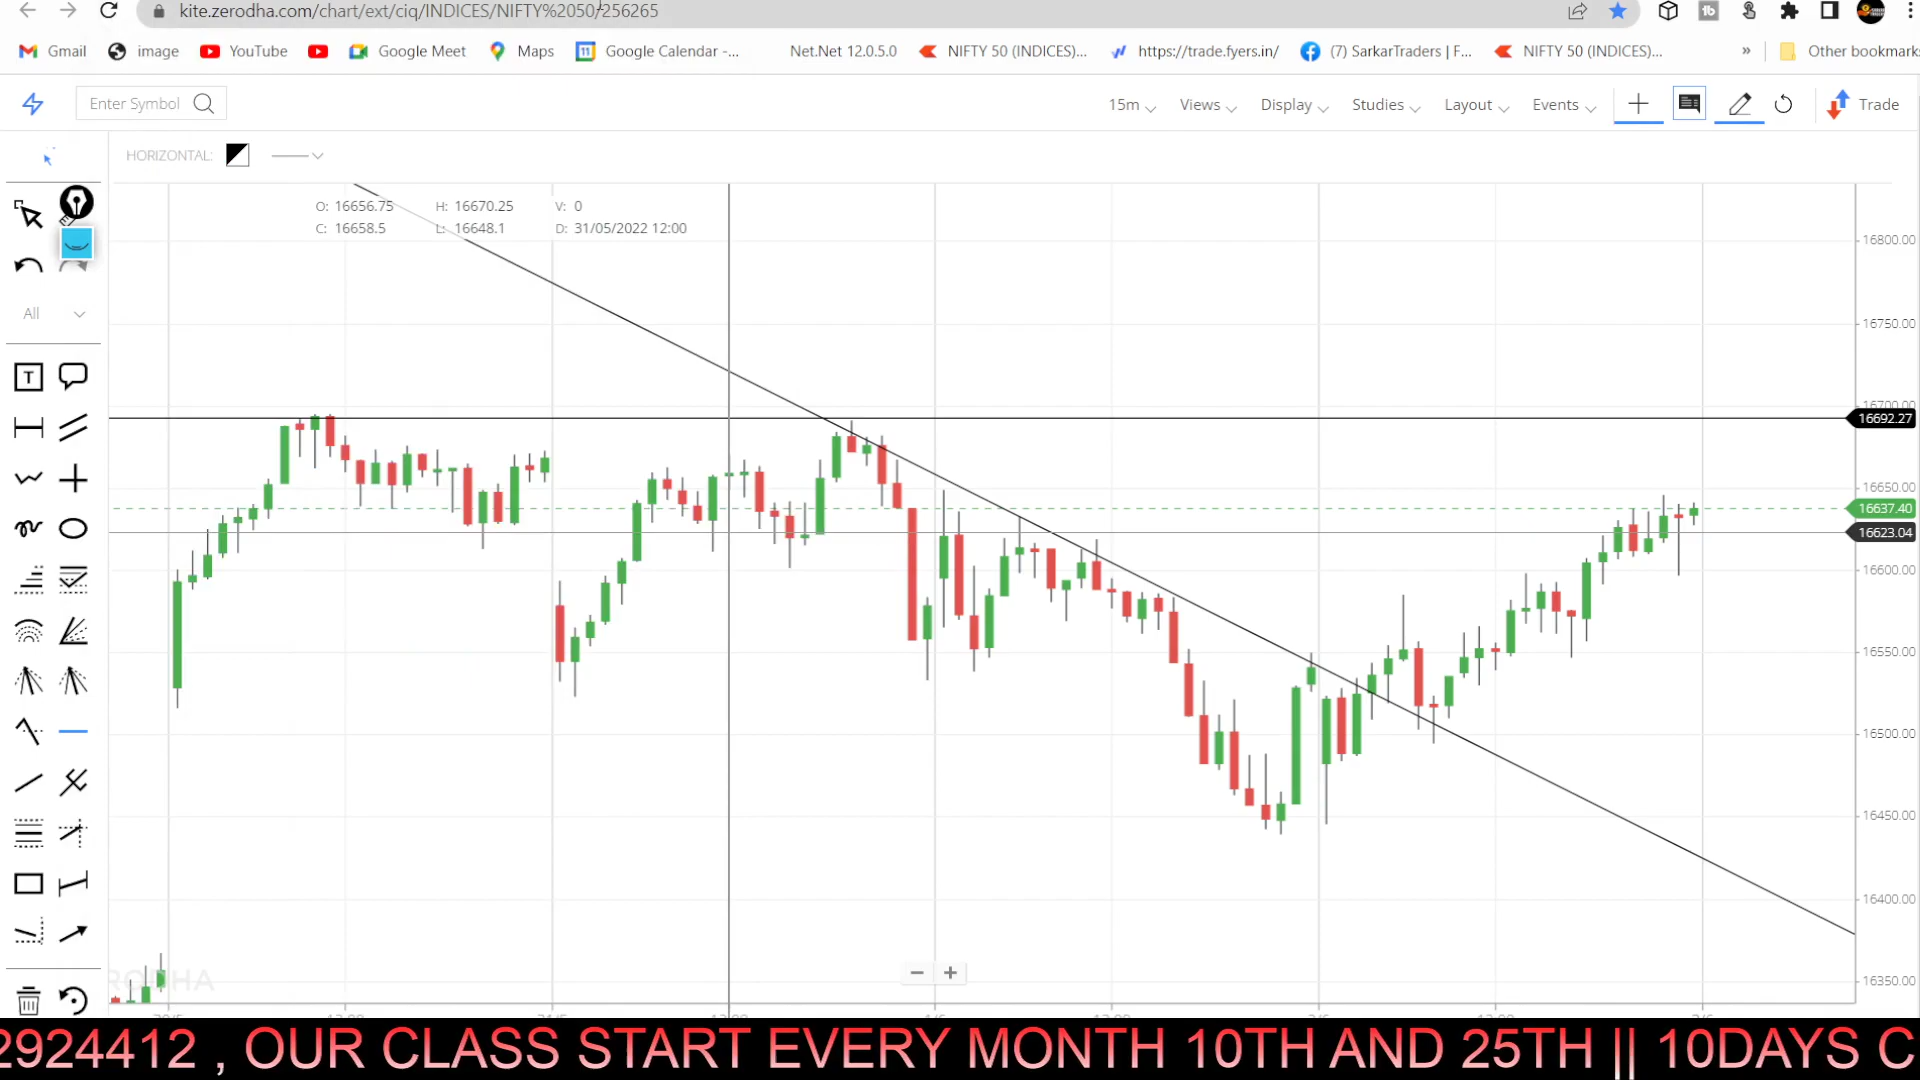 kite.zerodha.com/chart/ext/ciq/INDICES/NIFTY%2050/256265
Gmail image YouTube Google Meet Maps Google Calendar -... Net.Net 12.0.5.0 NIFTY 50 (INDICES)... https://trade.fyers.in/ (7) SarkarTraders | F... NIFTY 50 (INDICES)... » Other bookmarks
Enter Symbol 15m Views Display Studies Layout Events Trade
HORIZONTAL:
O: 16656.75 H: 16670.25 V: 0
C: 16658.5 L: 16648.1 D: 31/05/2022 12:00
All
T
16800.00
16750.00
16700.00
16692.27
16650.00
16637.40
16623.04
16600.00
16550.00
16500.00
16450.00
16400.00
16350.00
2924412 , OUR CLASS START EVERY MONTH 10TH AND 25TH || 10DAYS C